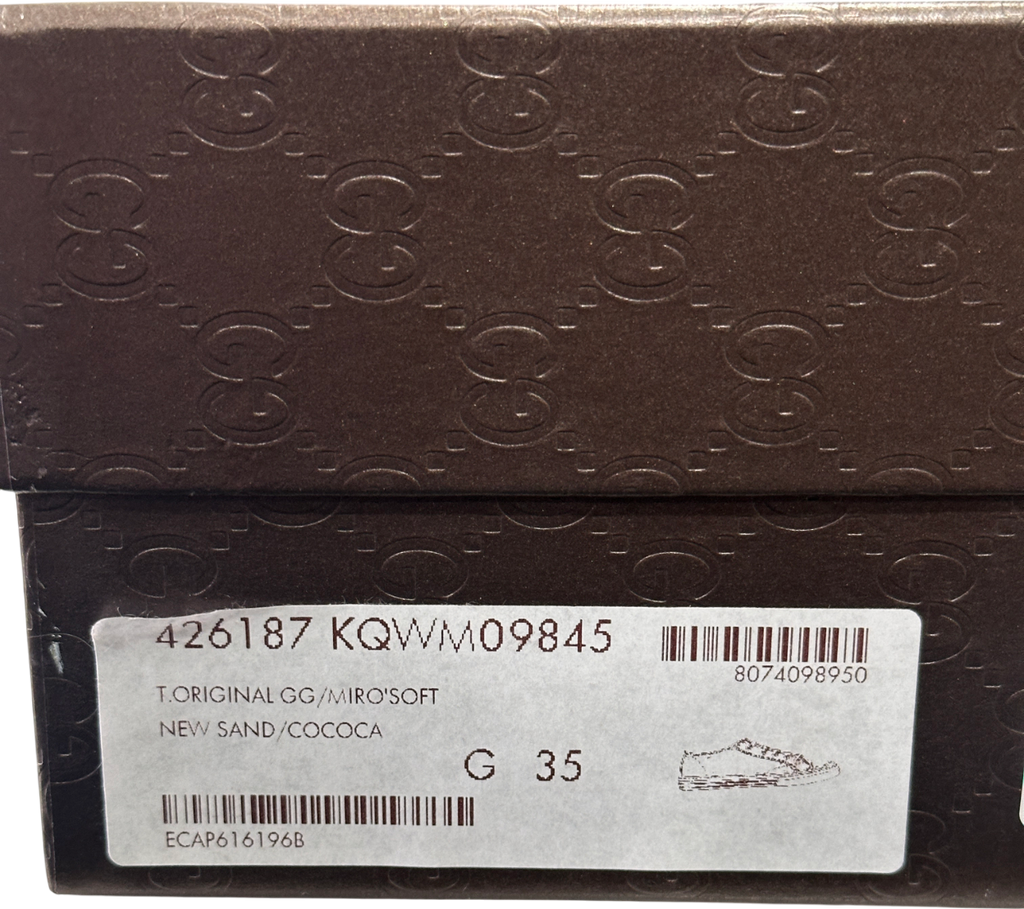 426187 KQWM09845
8074098950
T.ORIGINAL GG/MIRO'SOFT
NEW SAND/COCOCA
G 35
ECAP616196B